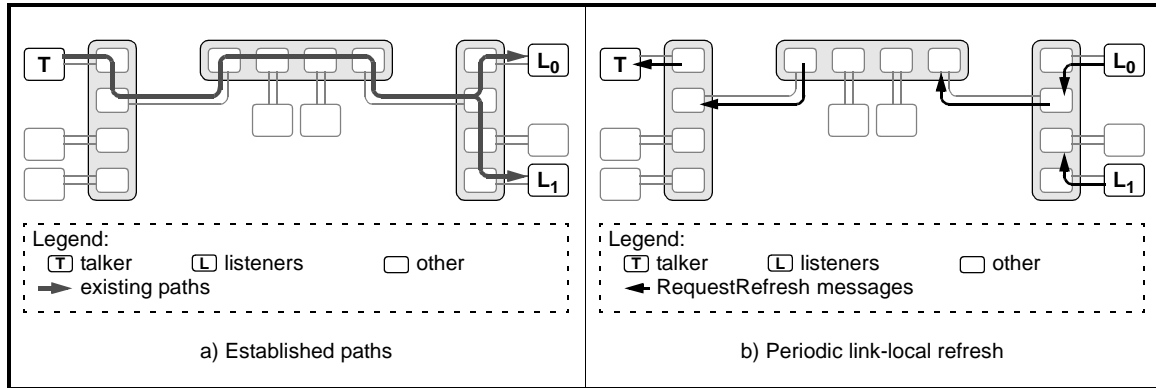 T
L0
L1
Legend:
T talker L listeners other
existing paths
a) Established paths
T
L0
L1
Legend:
T talker L listeners other
RequestRefresh messages
b) Periodic link-local refresh